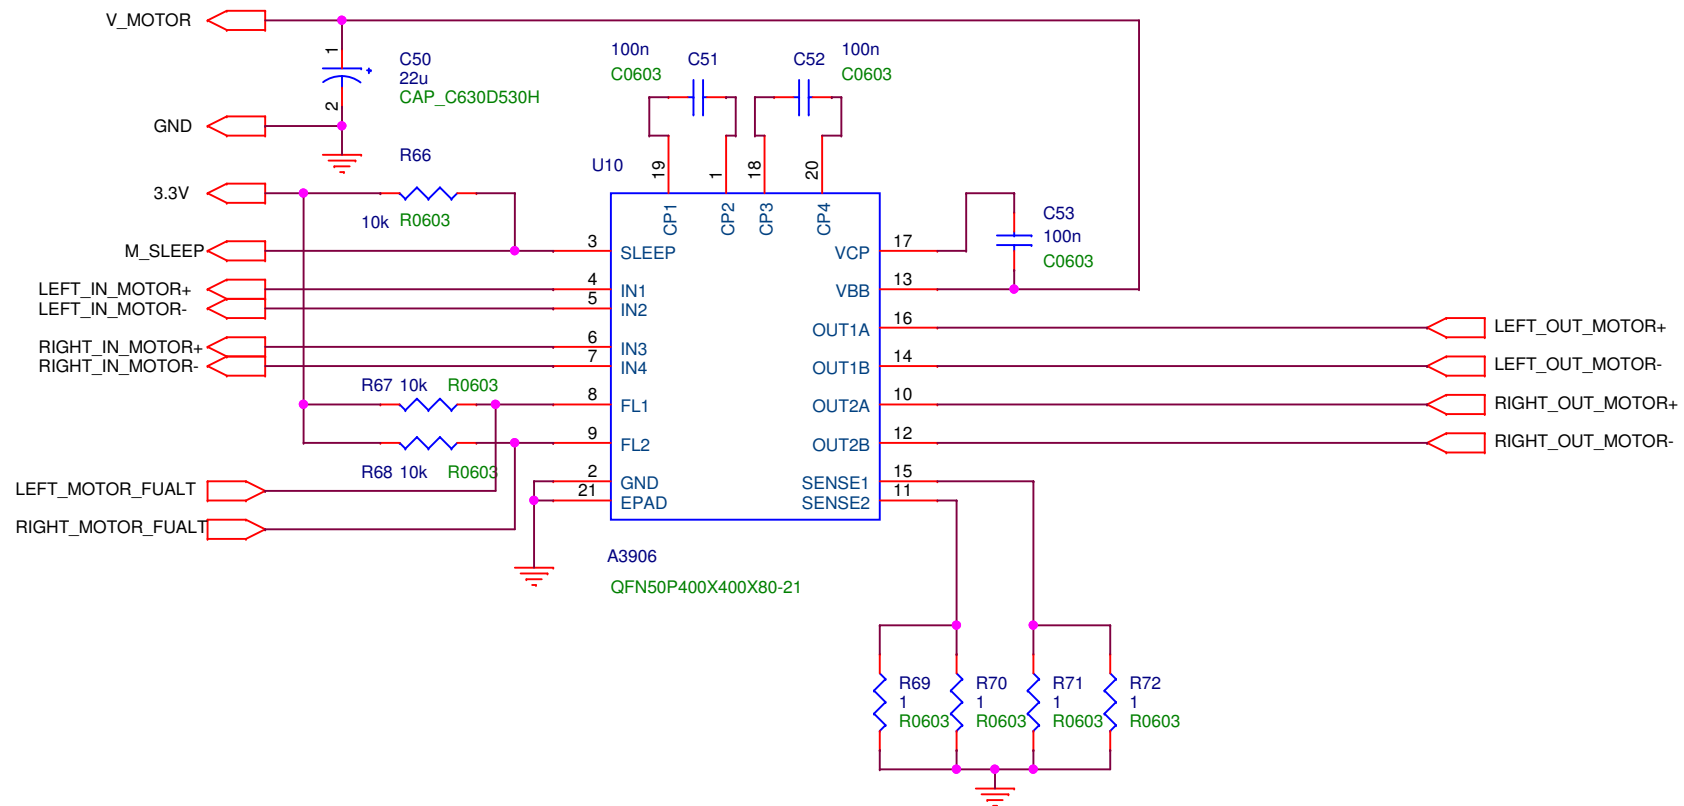 V_MOTOR
1
C50
22u
CAP_C630D530H
2
GND
100n
C0603
C51
C52
100n
C0603
R66
3.3V
10k
R0603
M_SLEEP
LEFT_IN_MOTOR+
LEFT_IN_MOTOR-
RIGHT_IN_MOTOR+
RIGHT_IN_MOTOR-
R67
10k
R0603
R68
10k
R0603
LEFT_MOTOR_FUALT
RIGHT_MOTOR_FUALT
U10
19
1
18
20
CP1
CP2
CP3
CP4
3
SLEEP
4
IN1
5
IN2
6
IN3
7
IN4
8
FL1
9
FL2
2
GND
21
EPAD
VCP
17
VBB
13
OUT1A
16
OUT1B
14
OUT2A
10
OUT2B
12
SENSE1
15
SENSE2
11
C53
100n
C0603
LEFT_OUT_MOTOR+
LEFT_OUT_MOTOR-
RIGHT_OUT_MOTOR+
RIGHT_OUT_MOTOR-
A3906
QFN50P400X400X80-21
R69
1
R0603
R70
1
R0603
R71
1
R0603
R72
1
R0603